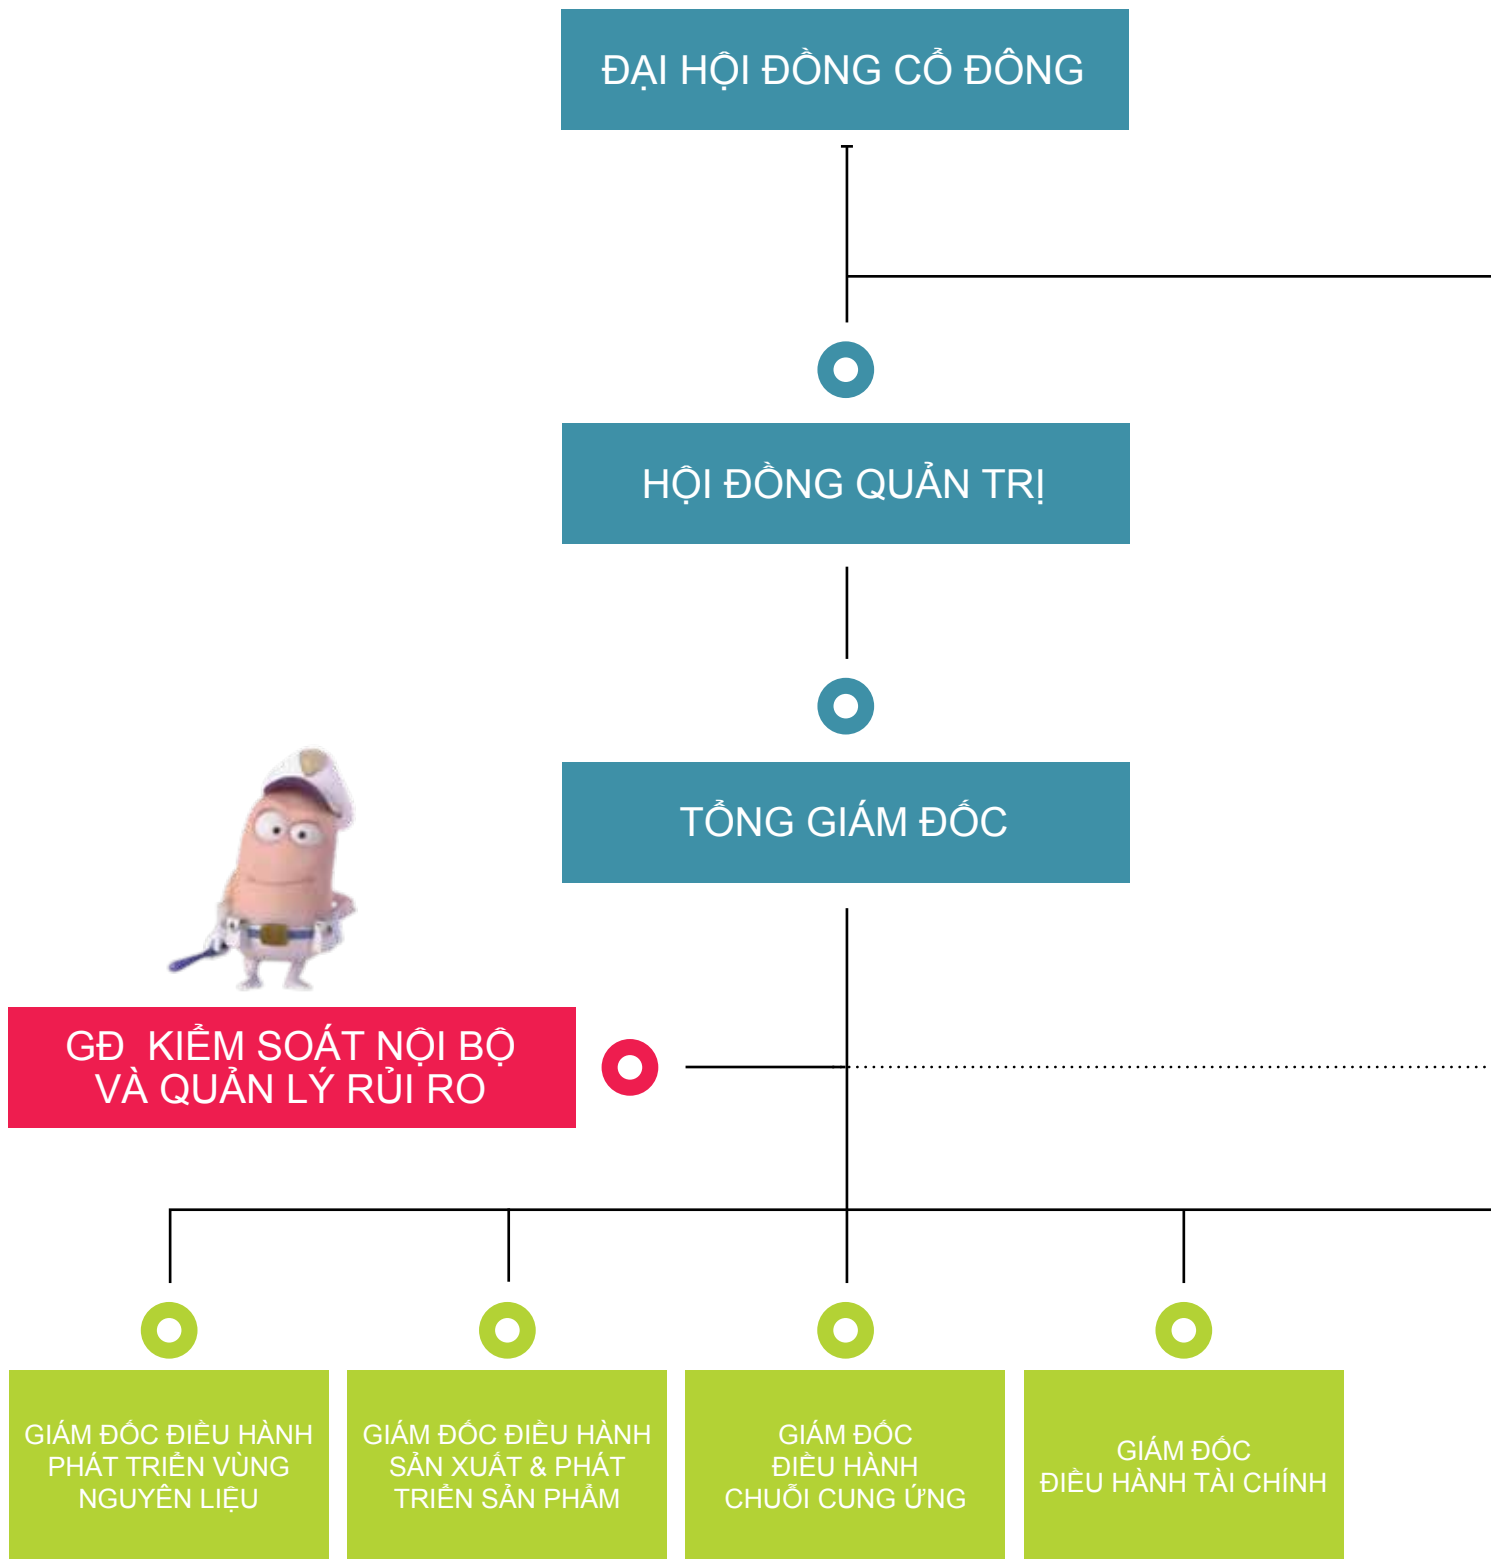 ĐẠI HỘI ĐỒNG CỔ ĐÔNG
HỘI ĐỒNG QUẢN TRỊ
TỔNG GIÁM ĐỐC
GĐ  KIỂM SOÁT NỘI BỘ
VÀ QUẢN LÝ RỦI RO
GIÁM ĐỐC ĐIỀU HÀNH
PHÁT TRIỂN VÙNG
NGUYÊN LIỆU
GIÁM ĐỐC ĐIỀU HÀNH
SẢN XUẤT & PHÁT
TRIỂN SẢN PHẨM
GIÁM ĐỐC
ĐIỀU HÀNH
CHUỖI CUNG ỨNG
GIÁM ĐỐC
ĐIỀU HÀNH TÀI CHÍNH